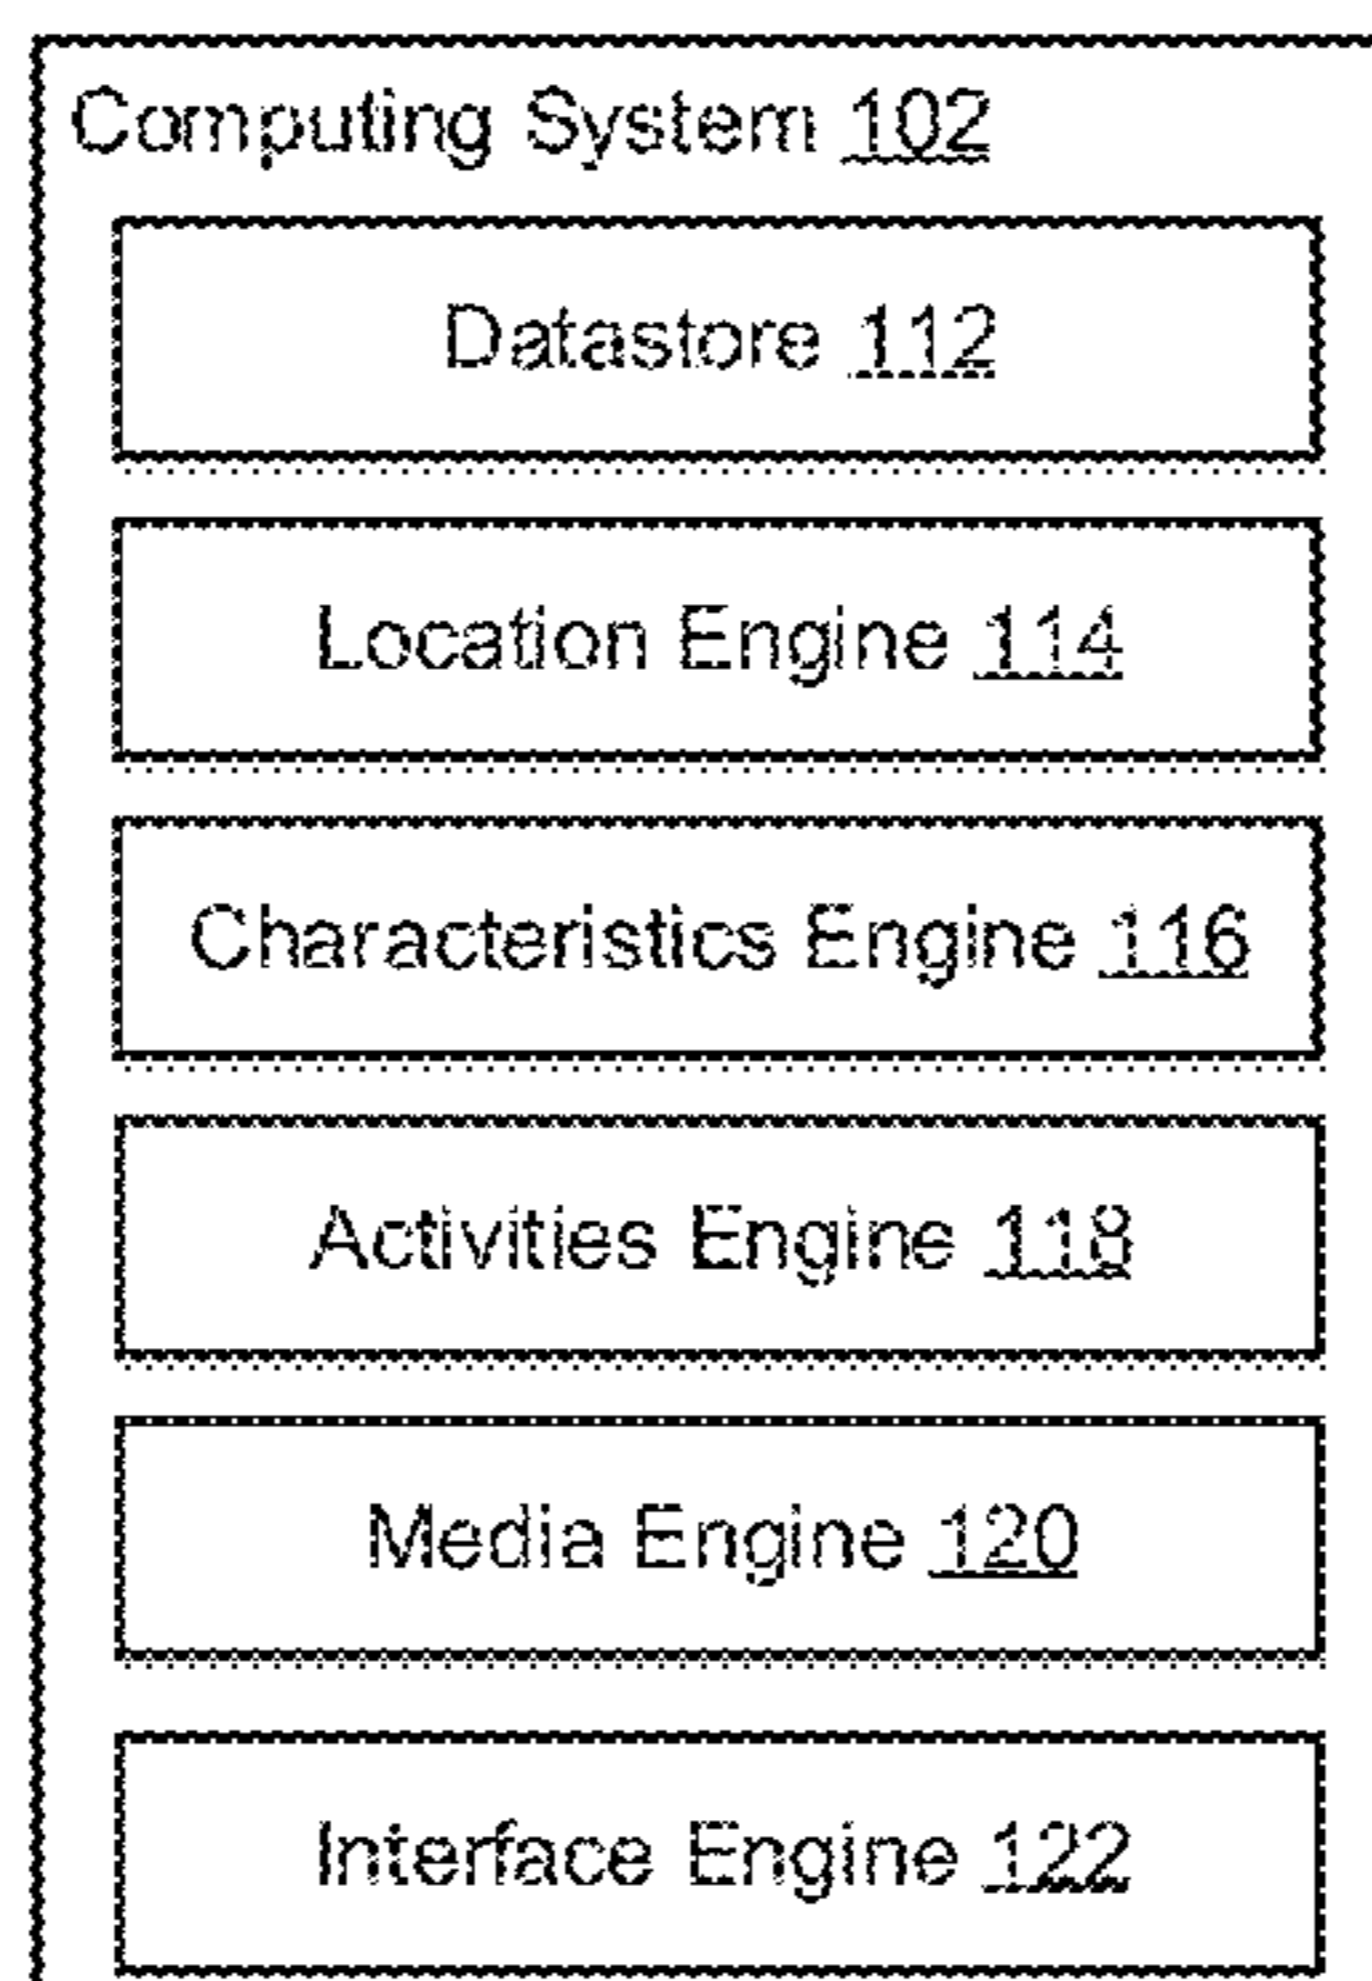 Computing System 102
Datastore 112
Location Engine 114
Characteristics Engine 116
Activities Engine 118
Media Engine 120
Interface Engine 122